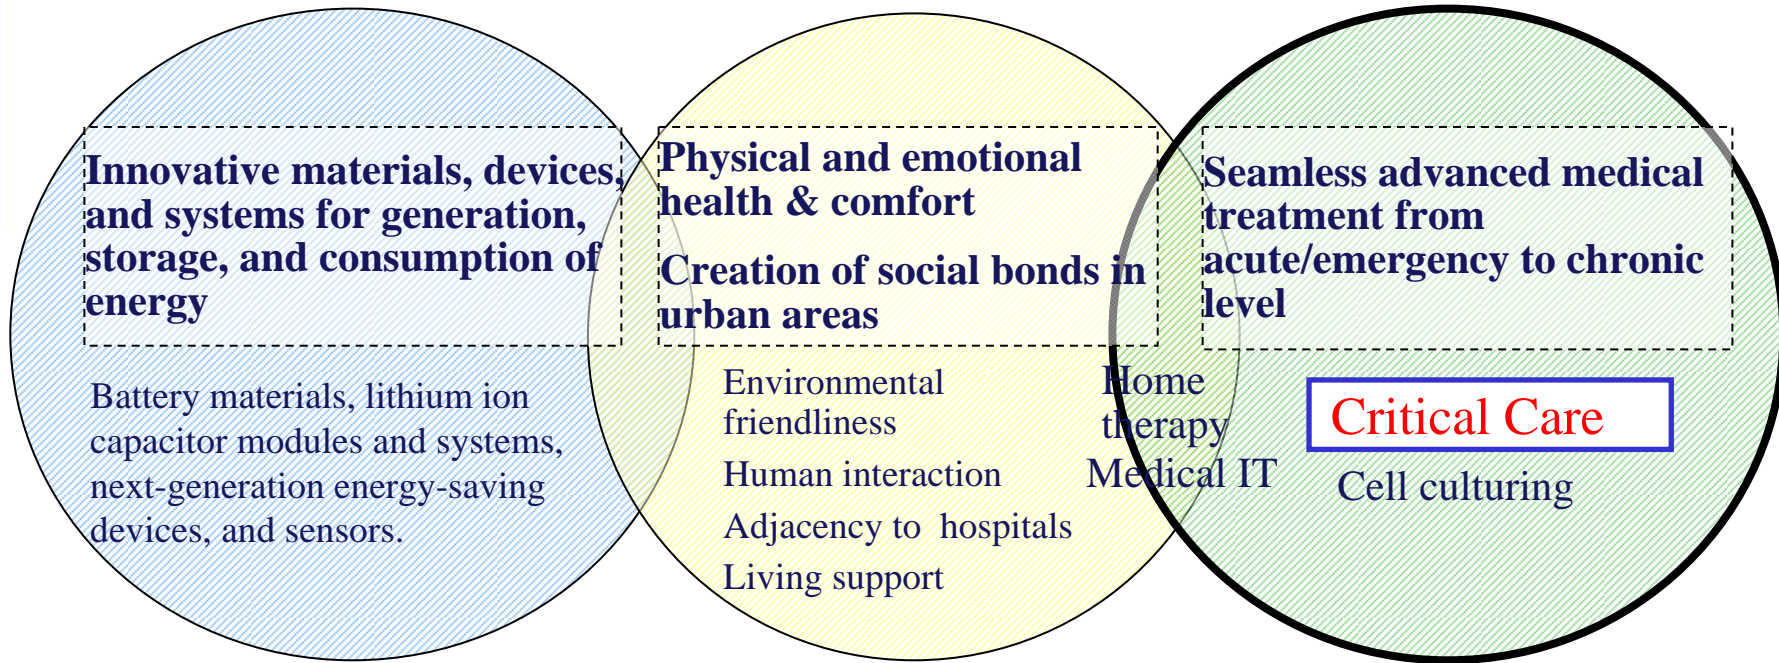 Innovative materials, devices,
and systems for generation,
storage, and consumption of
energy
Battery materials, lithium ion
capacitor modules and systems,
next-generation energy-saving
devices, and sensors.
Physical and emotional
health & comfort
Creation of social bonds in
urban areas
Environmental
friendliness
Human interaction
Adjacency to hospitals
Living support
Home
therapy
Medical IT
Seamless advanced medical
treatment from
acute/emergency to chronic
level
Critical Care
Cell culturing